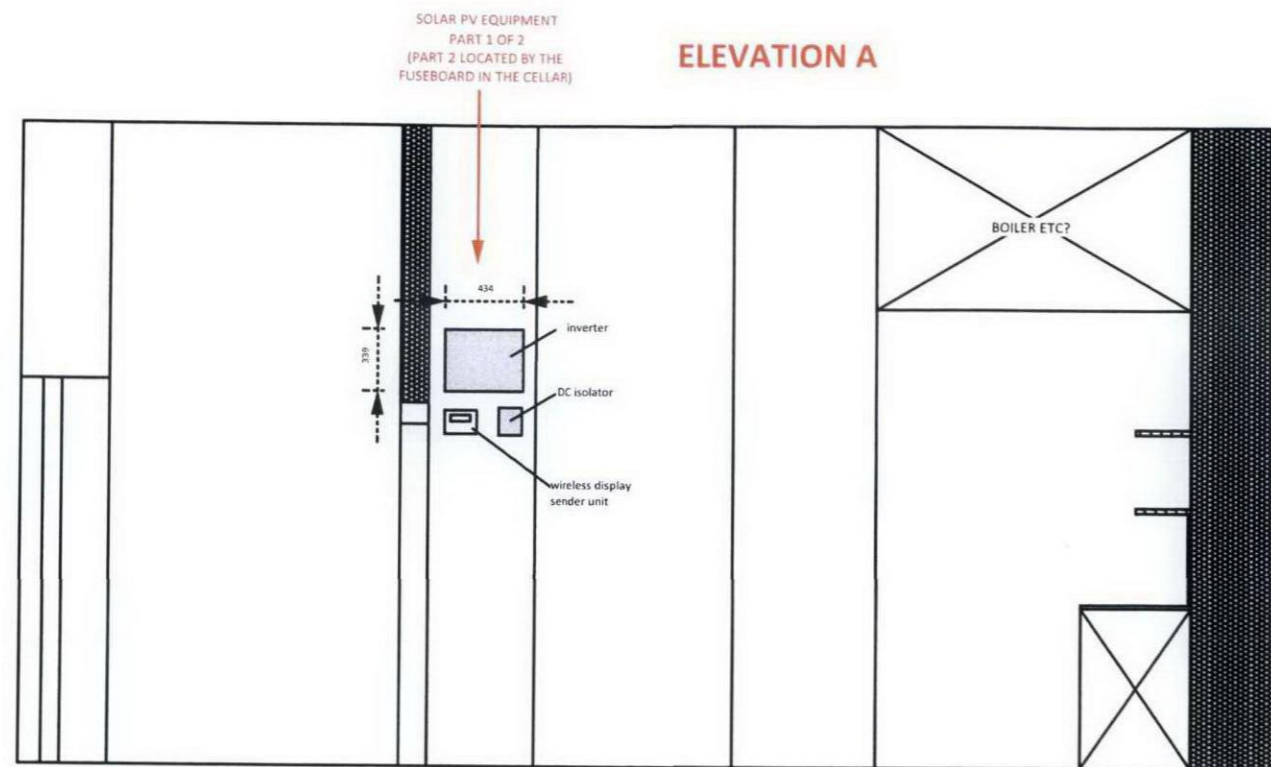 SOLAR PV EQUIPMENT
PART 1 OF 2
(PART 2 LOCATED BY THE
FUSEBOARD IN THE CELLAR)
ELEVATION A
BOILER ETC?
434
inverter
339
DC isolator
wireless display
sender unit